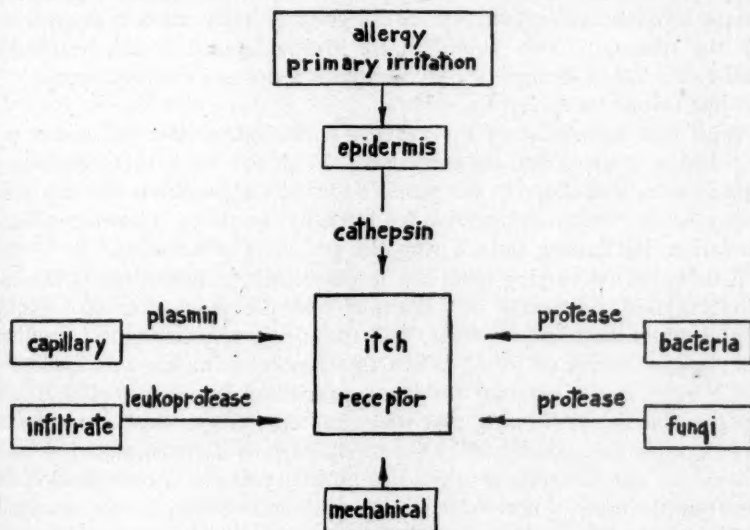 allergy
primary irritation
epidermis
cathepsin
capillary
plasmin
itch
receptor
protease
bacteria
infiltrate
leukoprotease
protease
fungi
mechanical